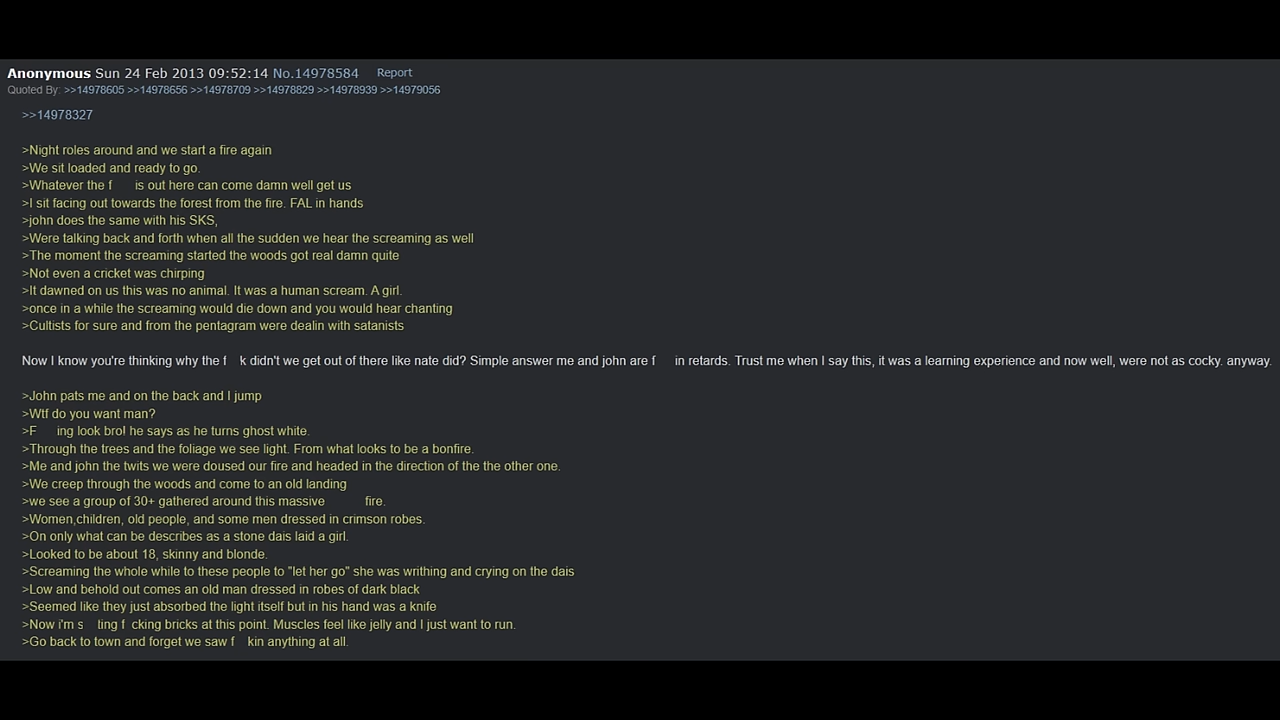 Anonymous Sun 24 Feb 2013 09:52:14 No.14978584 Report
Quoted By: >>14978605 >>14978656 >>14978709 >>14978829 >>14978939 >>14979056
>>14978327
>Night roles around and we start a fire again
>We sit loaded and ready to go.
>Whatever the f is out here can come damn well get us
>I sit facing out towards the forest from the fire. FAL in hands
>john does the same with his SKS,
>Were talking back and forth when all the sudden we hear the screaming as well
>The moment the screaming started the woods got real damn quite
>Not even a cricket was chirping
>It dawned on us this was no animal. It was a human scream. A girl.
>once in a while the screaming would die down and you would hear chanting
>Cultists for sure and from the pentagram were dealin with satanists
Now I know you're thinking why the f k didn't we get out of there like nate did? Simple answer me and john are f in retards. Trust me when I say this, it was a learning experience and now well, were not as cocky. anyway.
>John pats me and on the back and I jump
>Wtf do you want man?
>F ing look bro! he says as he turns ghost white.
>Through the trees and the foliage we see light. From what looks to be a bonfire.
>Me and john the twits we were doused our fire and headed in the direction of the the other one.
>We creep through the woods and come to an old landing
>we see a group of 30+ gathered around this massive fire.
>Women,children, old people, and some men dressed in crimson robes.
>On only what can be describes as a stone dais laid a girl.
>Looked to be about 18, skinny and blonde.
>Screaming the whole while to these people to "let her go" she was writhing and crying on the dais
>Low and behold out comes an old man dressed in robes of dark black
>Seemed like they just absorbed the light itself but in his hand was a knife
>Now i'm s ting f cking bricks at this point. Muscles feel like jelly and I just want to run.
>Go back to town and forget we saw f kin anything at all.